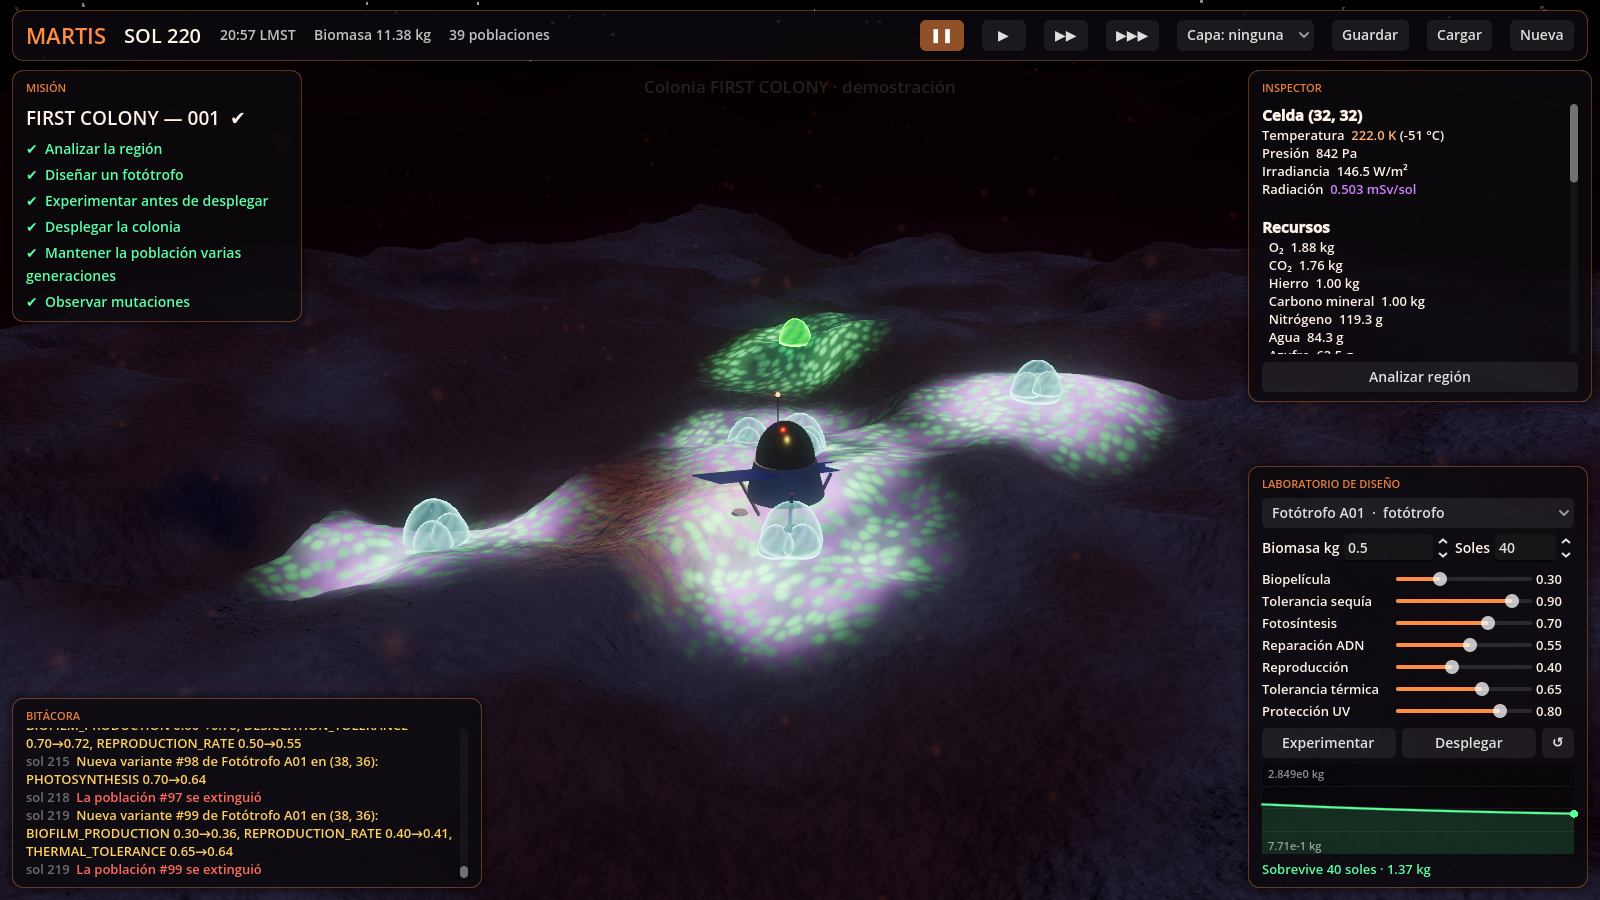 MARTIS SOL 220 20:57 LMST Biomasa 11.38 kg 39 poblaciones Capa: ninguna Guardar Cargar Nueva
MISIÓN
FIRST COLONY — 001 ✔
✔ Analizar la región
✔ Diseñar un fotótrofo
✔ Experimentar antes de desplegar
✔ Desplegar la colonia
✔ Mantener la población varias
generaciones
✔ Observar mutaciones
Colonia FIRST COLONY · demostración
INSPECTOR
Celda (32, 32)
Temperatura 222.0 K (-51 °C)
Presión 842 Pa
Irradiancia 146.5 W/m²
Radiación 0.503 mSv/sol
Recursos
O₂ 1.88 kg
CO₂ 1.76 kg
Hierro 1.00 kg
Carbono mineral 1.00 kg
Nitrógeno 119.3 g
Agua 84.3 g
Analizar región
LABORATORIO DE DISEÑO
Fotótrofo A01 · fotótrofo
Biomasa kg 0.5 Soles 40
Biopelícula 0.30
Tolerancia sequía 0.90
Fotosíntesis 0.70
Reparación ADN 0.55
Reproducción 0.40
Tolerancia térmica 0.65
Protección UV 0.80
Experimentar Desplegar ↺
2.849e0 kg
7.71e-1 kg
Sobrevive 40 soles · 1.37 kg
BITÁCORA
0.70→0.72, REPRODUCTION_RATE 0.50→0.55
sol 215 Nueva variante #98 de Fotótrofo A01 en (38, 36):
PHOTOSYNTHESIS 0.70→0.64
sol 218 La población #97 se extinguió
sol 219 Nueva variante #99 de Fotótrofo A01 en (38, 36):
BIOFILM_PRODUCTION 0.30→0.36, REPRODUCTION_RATE 0.40→0.41,
THERMAL_TOLERANCE 0.65→0.64
sol 219 La población #99 se extinguió